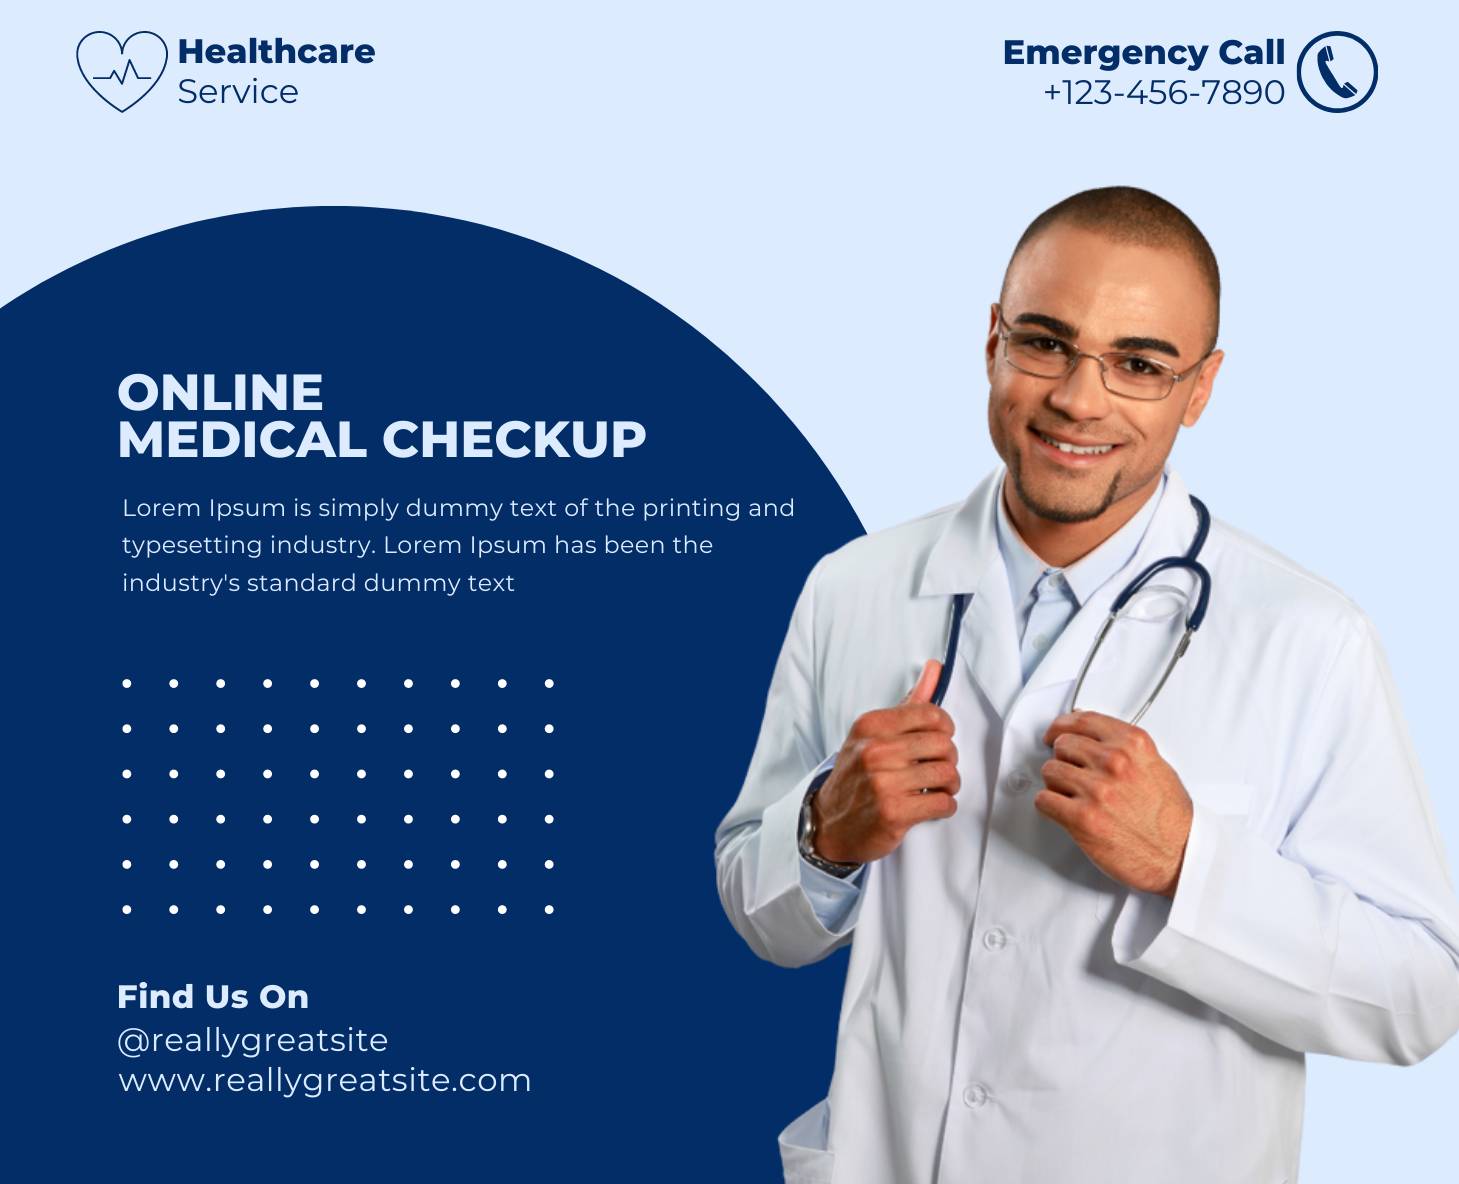 Healthcare
Service
Emergency Call
+123-456-7890
ONLINE
MEDICAL CHECKUP
Lorem Ipsum is simply dummy text of the printing and
typesetting industry. Lorem Ipsum has been the
industry's standard dummy text
Find Us On
@reallygreatsite
www.reallygreatsite.com